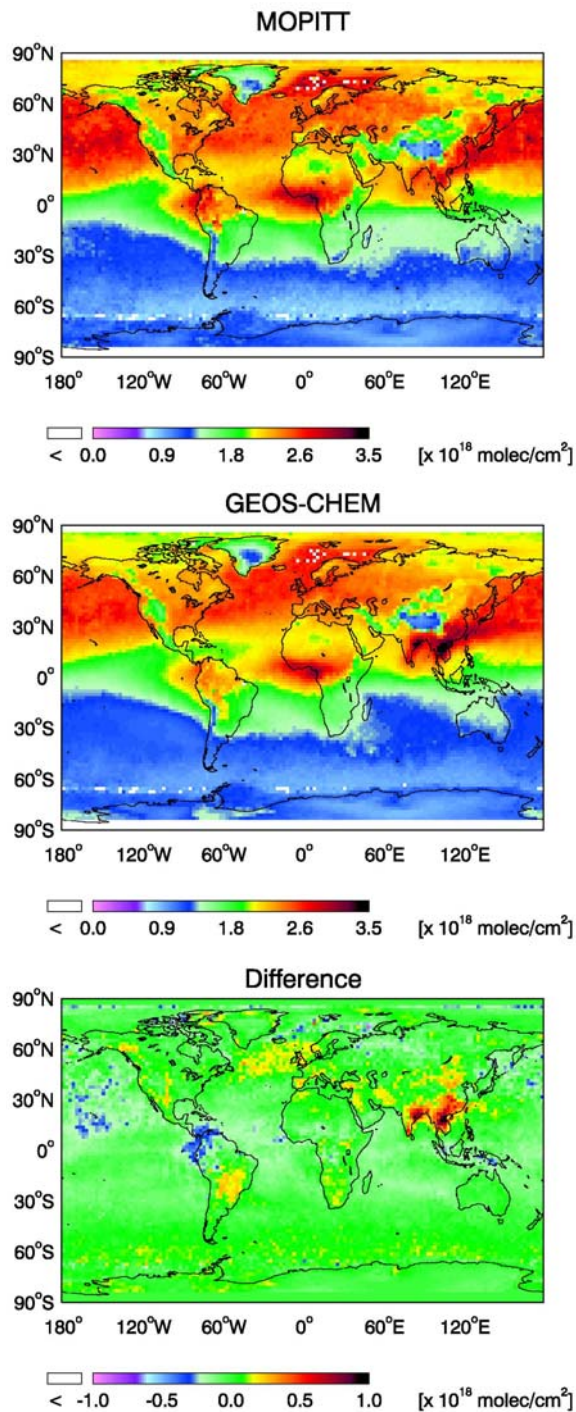 MOPITT
90°N
60°N
30°N
0°
30°S
60°S
90°S
180° 120°W 60°W 0° 60°E 120°E
< 0.0 0.9 1.8 2.6 3.5 [x 10¹⁸ molec/cm²]
GEOS-CHEM
90°N
60°N
30°N
0°
30°S
60°S
90°S
180° 120°W 60°W 0° 60°E 120°E
< 0.0 0.9 1.8 2.6 3.5 [x 10¹⁸ molec/cm²]
Difference
90°N
60°N
30°N
0°
30°S
60°S
90°S
180° 120°W 60°W 0° 60°E 120°E
< -1.0 -0.5 0.0 0.5 1.0 [x 10¹⁸ molec/cm²]